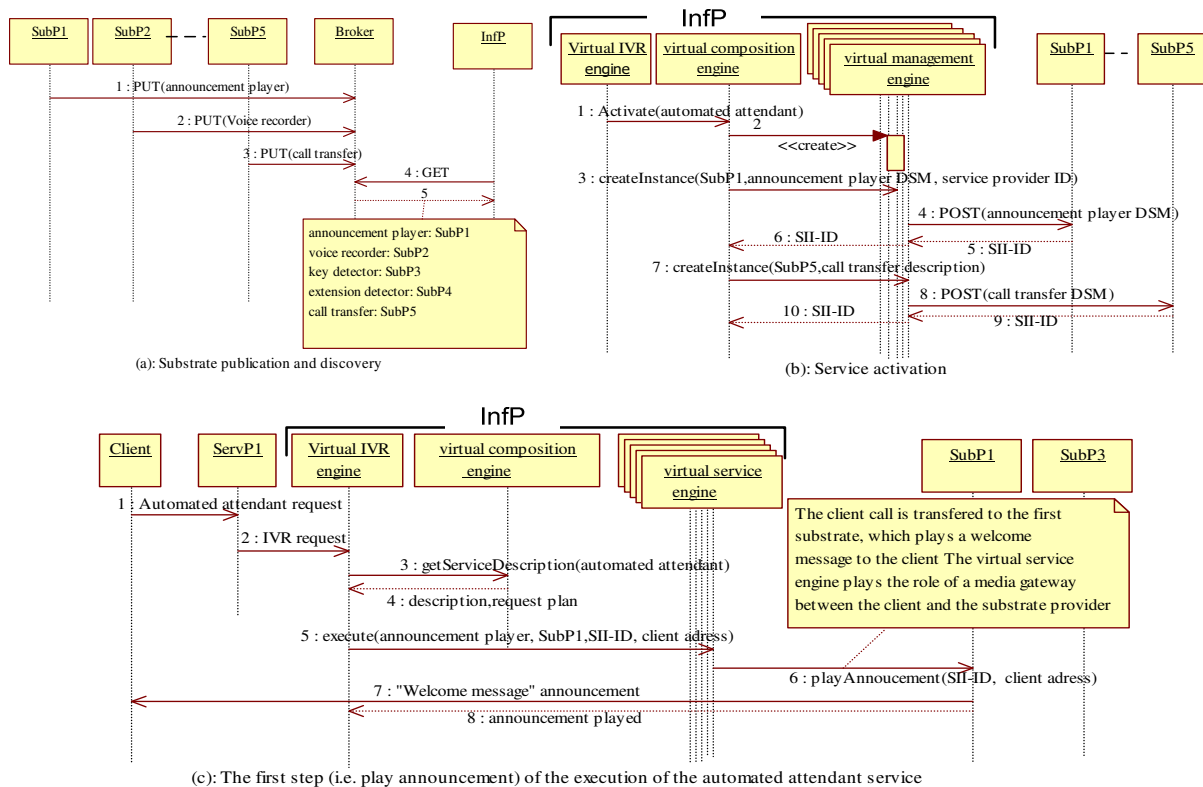 SubP1
SubP2
SubP5
Broker
InfP
1 : PUT(announcement player)
2 : PUT(Voice recorder)
3 : PUT(call transfer)
4 : GET
5
announcement player: SubP1
voice recorder: SubP2
key detector: SubP3
extension detector: SubP4
call transfer: SubP5
(a): Substrate publication and discovery
InfP
Virtual IVR
engine
virtual composition
engine
virtual management
engine
SubP1
SubP5
1 : Activate(automated attendant)
2
<<create>>
3 : createInstance(SubP1,announcement player DSM , service provider ID)
4 : POST(announcement player DSM)
5 : SII-ID
6 : SII-ID
7 : createInstance(SubP5,call transfer description)
8 : POST(call transfer DSM )
9 : SII-ID
10 : SII-ID
(b): Service activation
InfP
Client
ServP1
Virtual IVR
engine
virtual composition
engine
virtual service
engine
SubP1
SubP3
1 : Automated attendant request
2 : IVR request
3 : getServiceDescription(automated attendant)
4 : description,request plan
5 : execute(announcement player, SubP1,SII-ID, client adress)
The client call is transfered to the first
substrate, which plays a welcome
message to the client The virtual service
engine plays the role of a media gateway
between the client and the substrate provider
6 : playAnnoucement(SII-ID, client adress)
7 : "Welcome message" announcement
8 : announcement played
(c): The first step (i.e. play announcement) of the execution of the automated attendant service